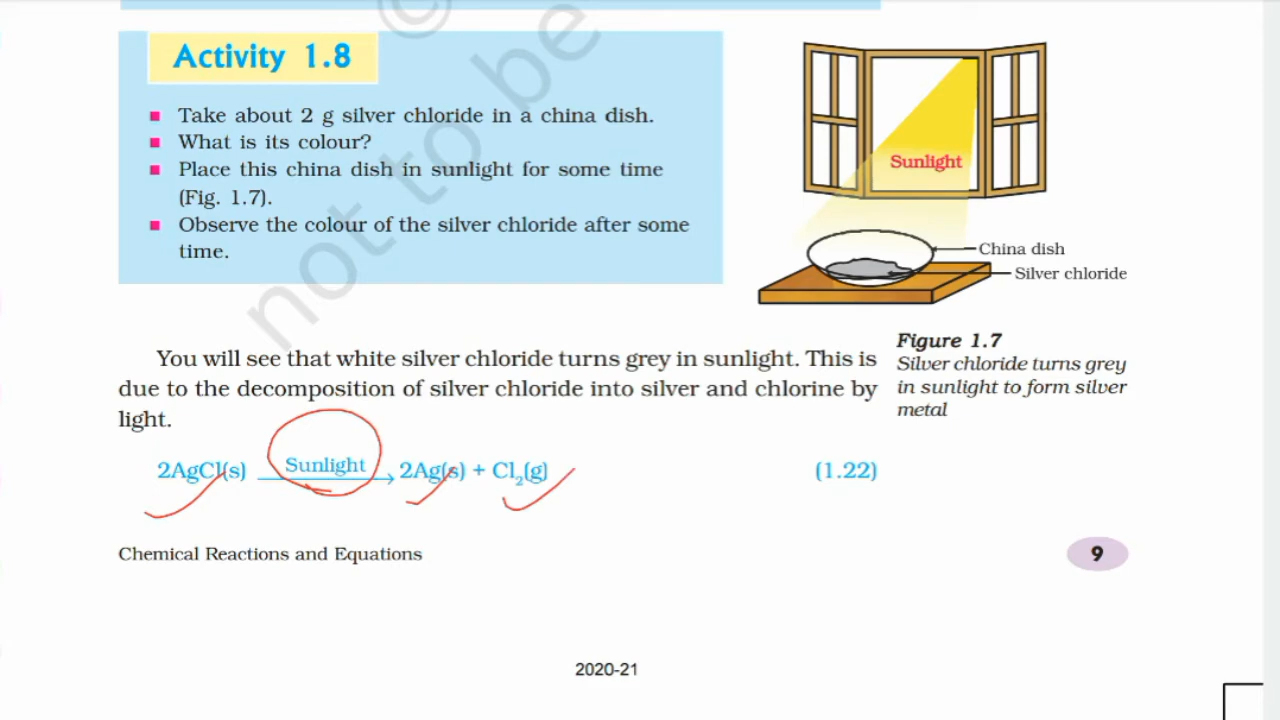 ©
not to be
Activity 1.8
■ Take about 2 g silver chloride in a china dish.
■ What is its colour?
■ Place this china dish in sunlight for some time
(Fig. 1.7).
■ Observe the colour of the silver chloride after some
time.
Sunlight
China dish
Silver chloride
Figure 1.7
Silver chloride turns grey
in sunlight to form silver
metal
You will see that white silver chloride turns grey in sunlight. This is
due to the decomposition of silver chloride into silver and chlorine by
light.
2AgCl(s) Sunlight → 2Ag(s) + Cl₂(g) (1.22)
Chemical Reactions and Equations
9
2020-21